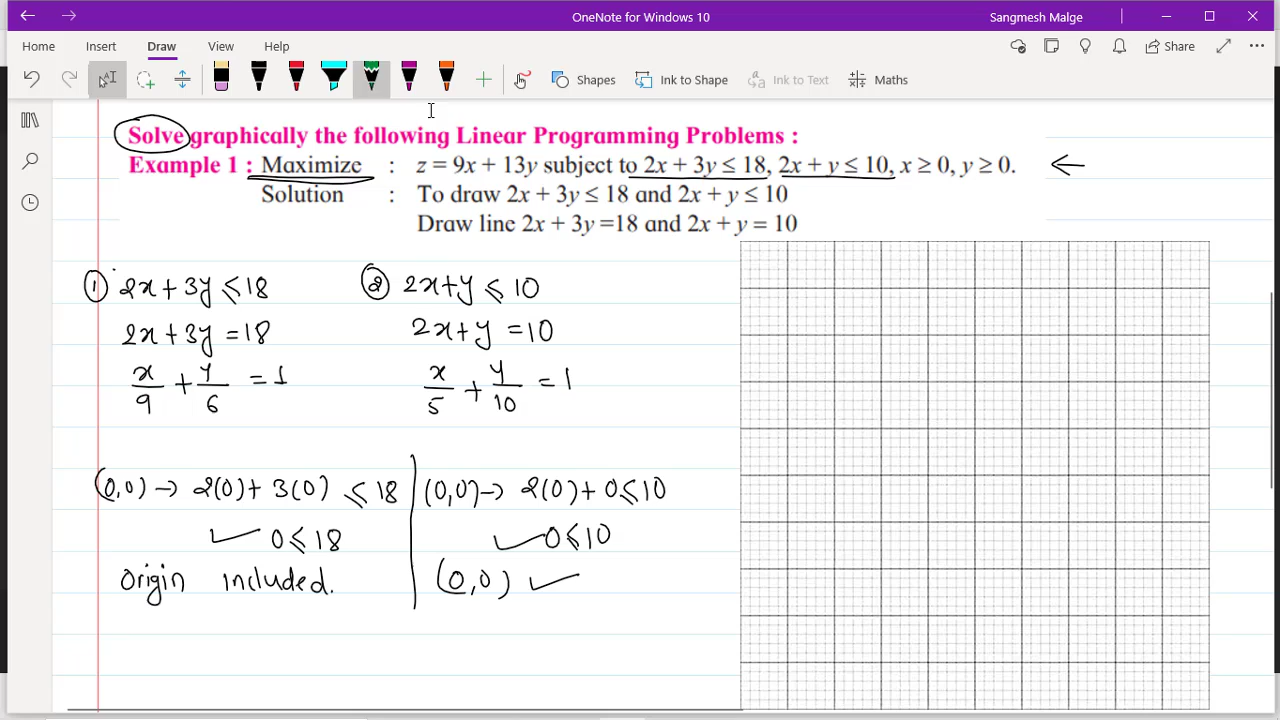 OneNote for Windows 10
Sangmesh Malge
Home Insert Draw View Help
Share
Shapes
Ink to Shape
Ink to Text
Maths
Solve graphically the following Linear Programming Problems :
Example 1 : Maximize : z = 9x + 13y subject to 2x + 3y ≤ 18, 2x + y ≤ 10, x ≥ 0, y ≥ 0. ←
Solution : To draw 2x + 3y ≤ 18 and 2x + y ≤ 10
Draw line 2x + 3y =18 and 2x + y = 10
① 2x + 3y ≤ 18
2x + 3y = 18
x/9 + y/6 = 1
② 2x+y ≤ 10
2x+y = 10
x/5 + y/10 = 1
(0,0) → 2(0) + 3(0) ≤ 18
✓ 0 ≤ 18
Origin included.
(0,0) → 2(0) + 0 ≤ 10
✓ 0 ≤ 10
(0,0) ✓